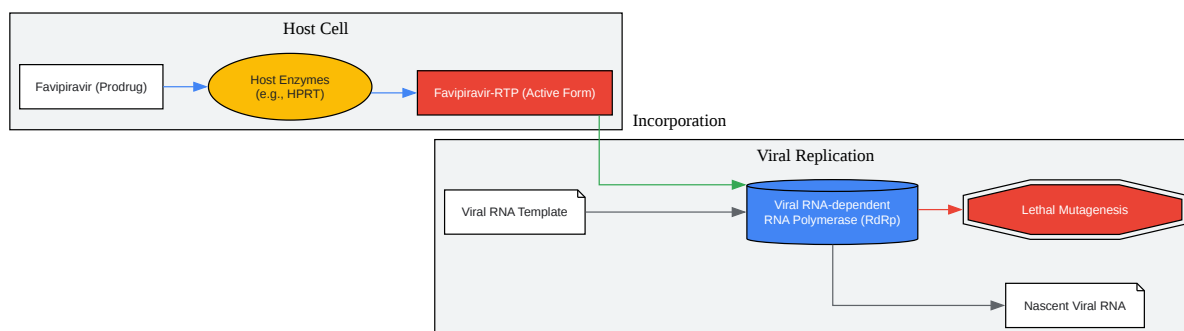 Host Cell
Favipiravir (Prodrug)
Host Enzymes
(e.g., HPRT)
Favipiravir-RTP (Active Form)
Incorporation
Viral Replication
Viral RNA Template
Viral RNA-dependent
RNA Polymerase (RdRp)
Lethal Mutagenesis
Nascent Viral RNA